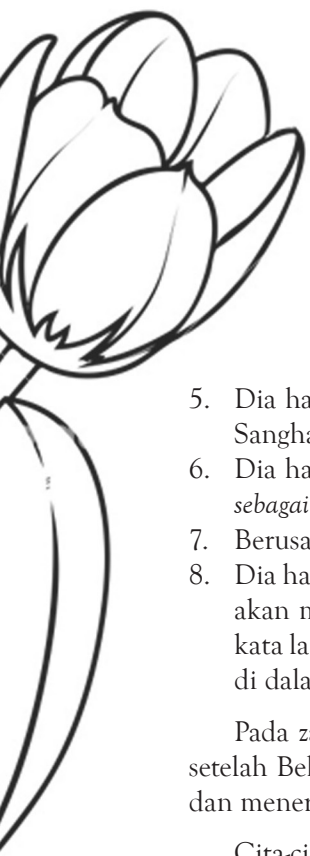 5. Dia ha
Sangha
6. Dia ha
sebagai
7. Berusa
8. Dia ha
akan m
kata la
di dala
Pada za
setelah Bel
dan mener
Cita-ci